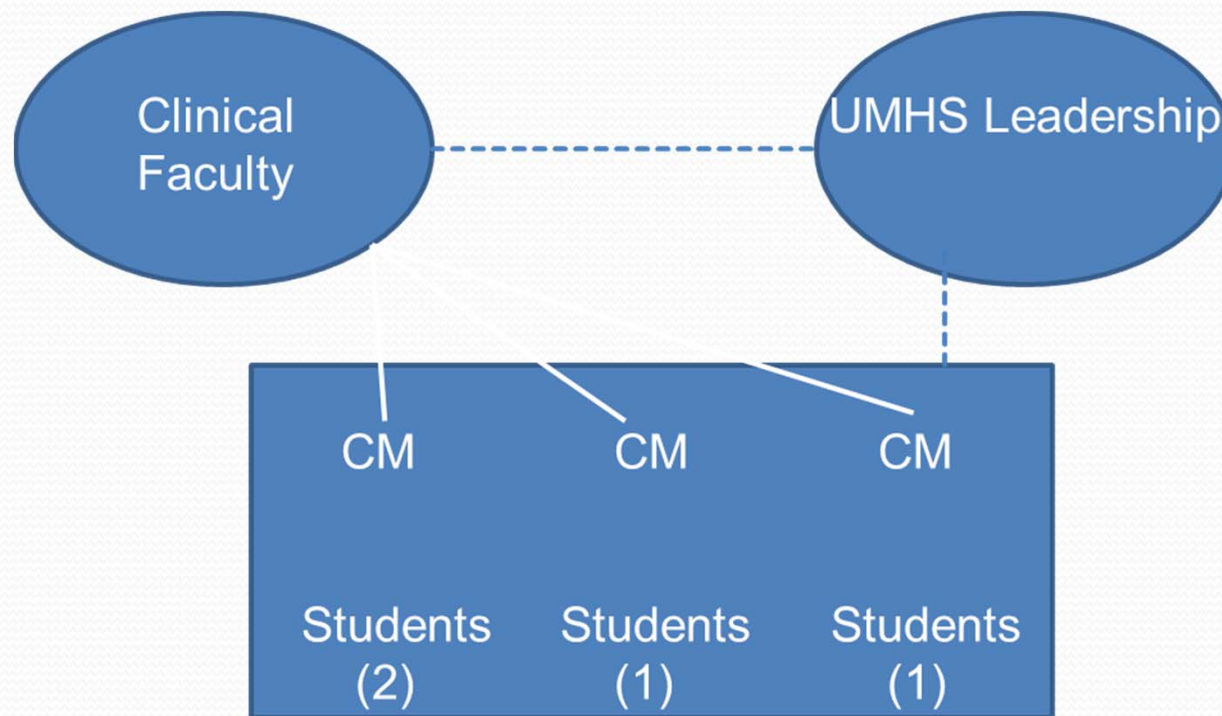 Clinical
Faculty
UMHS Leadership
CM
CM
CM
Students
(2)
Students
(1)
Students
(1)